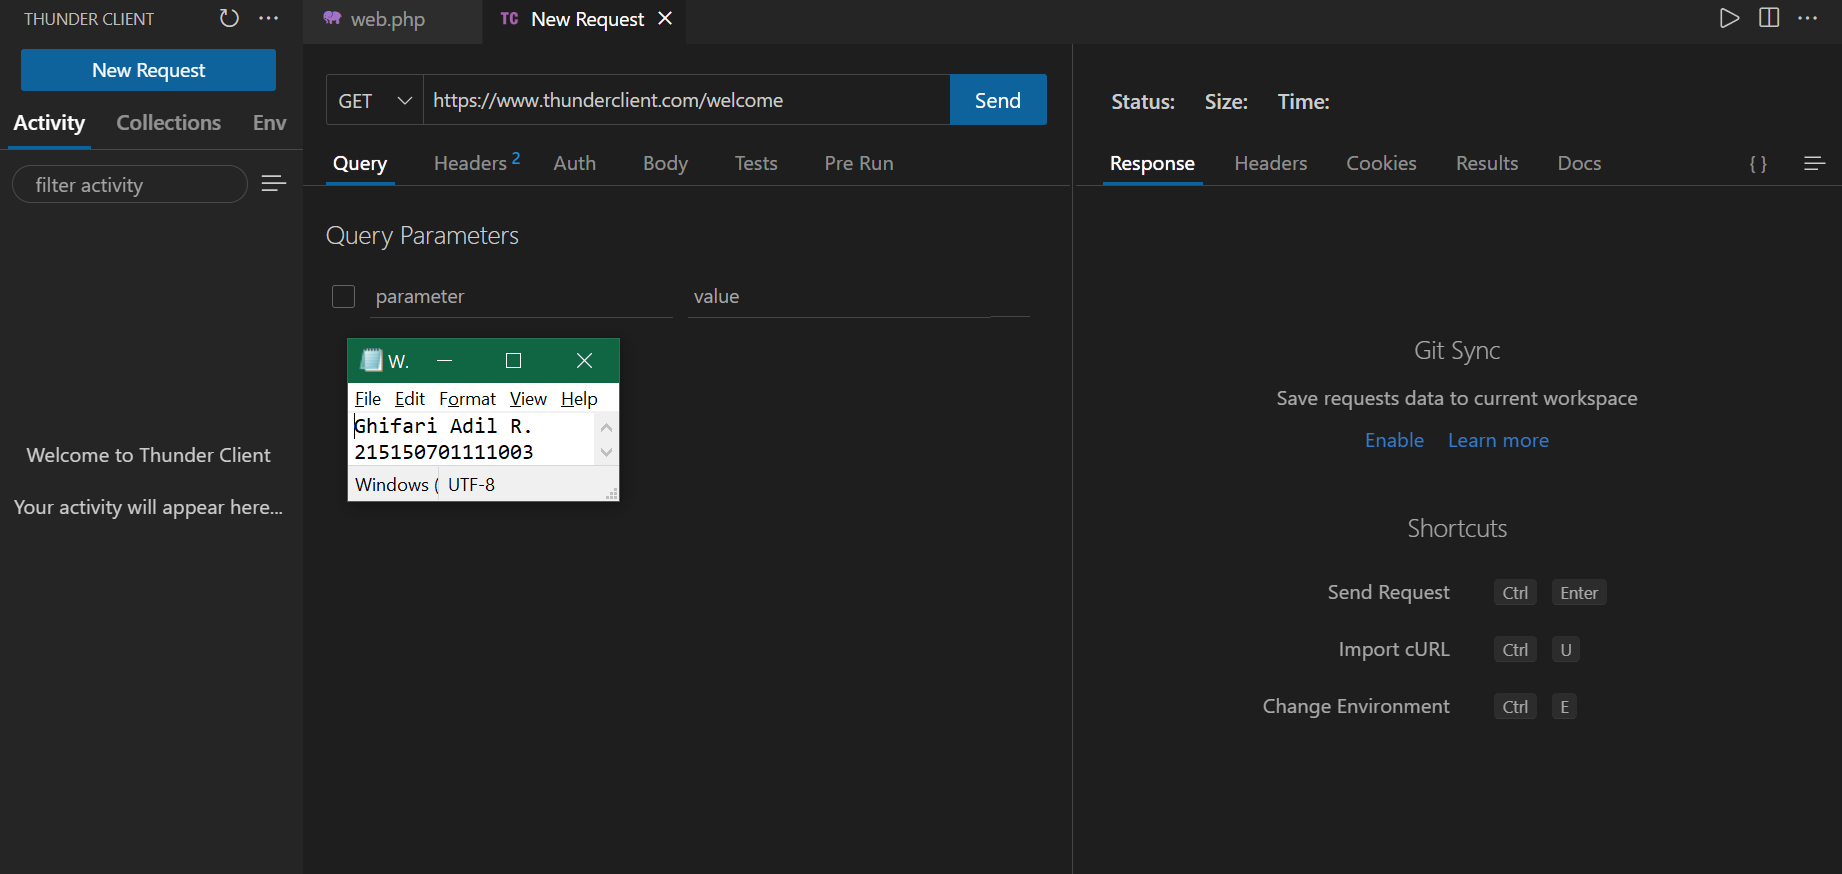 THUNDER CLIENT
New Request
Activity Collections Env
filter activity
Welcome to Thunder Client
Your activity will appear here...
web.php
TC New Request
GET https://www.thunderclient.com/welcome Send
Query Headers 2 Auth Body Tests Pre Run
Query Parameters
parameter value
W.
File Edit Format View Help
Ghifari Adil R.
215150701111003
Windows ( UTF-8
Status: Size: Time:
Response Headers Cookies Results Docs { }
Git Sync
Save requests data to current workspace
Enable Learn more
Shortcuts
Send Request Ctrl Enter
Import cURL Ctrl U
Change Environment Ctrl E